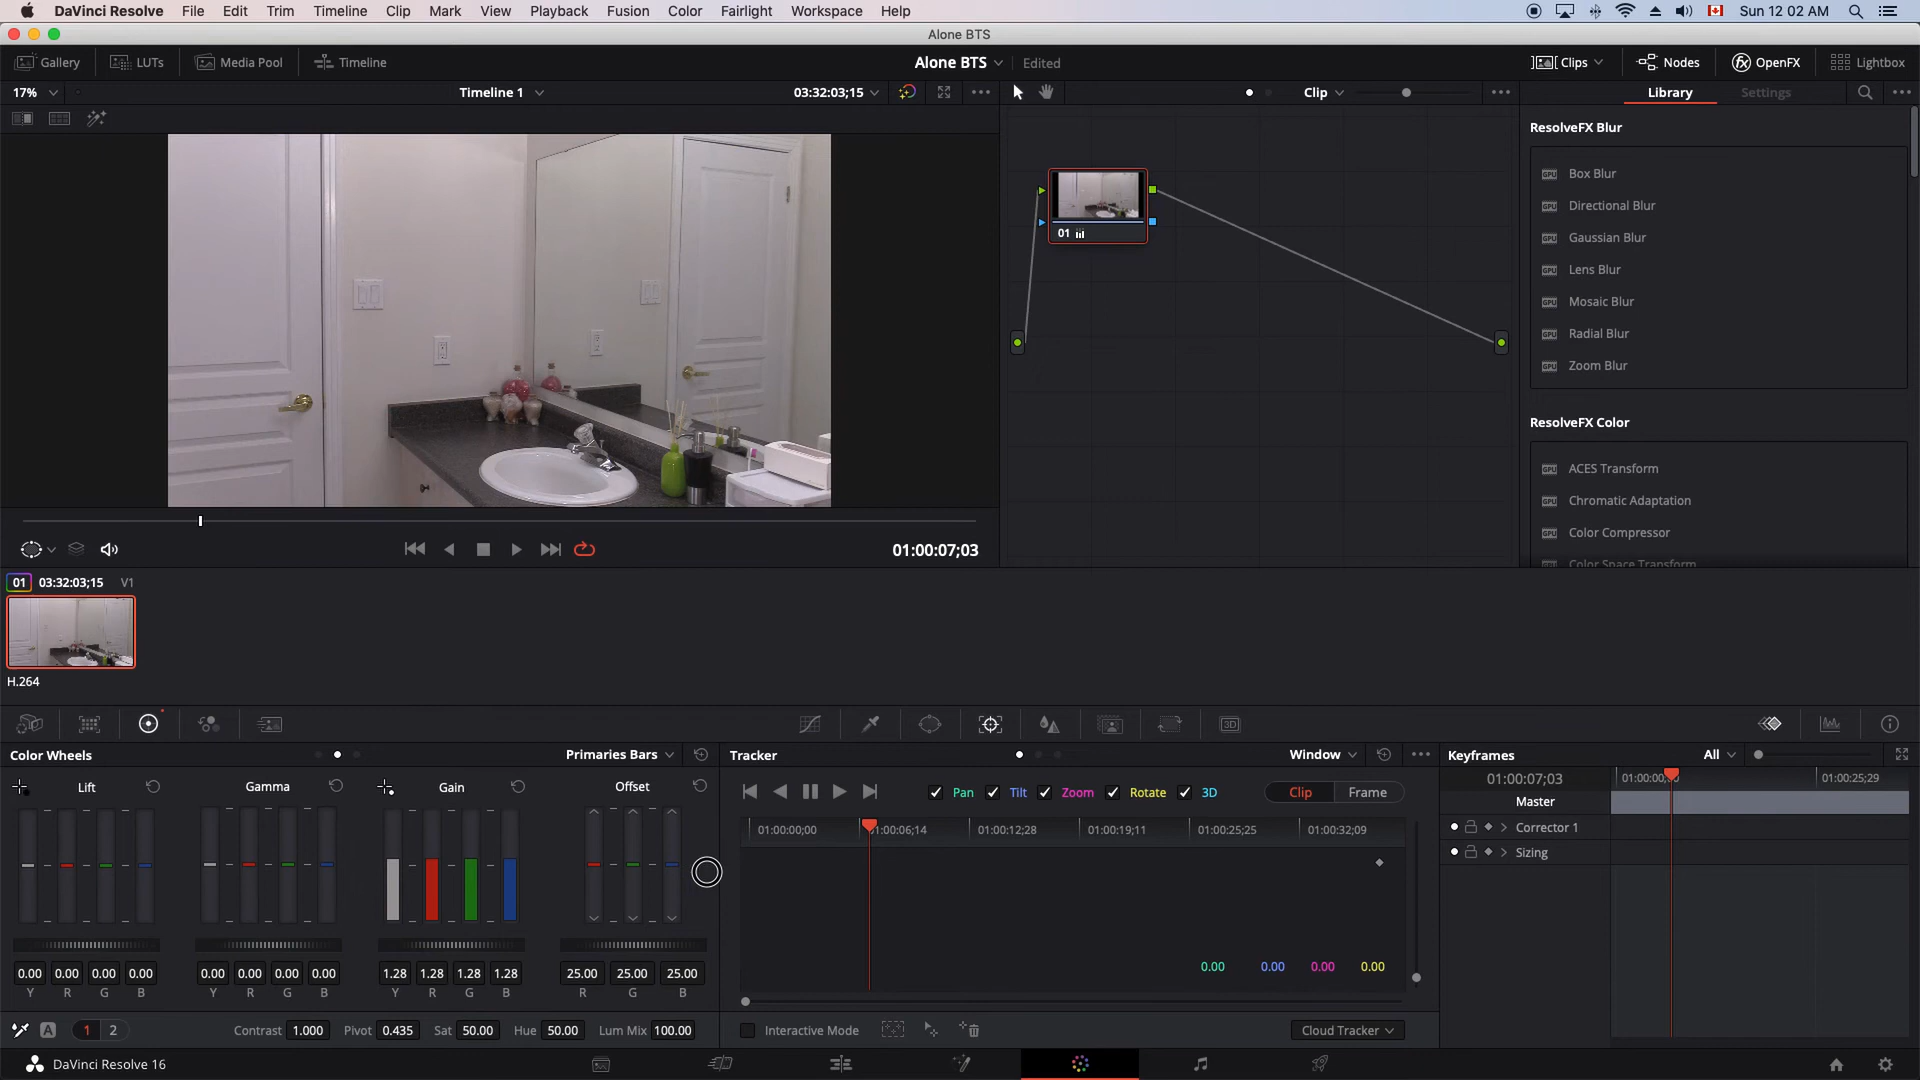 DaVinci Resolve File Edit Trim Timeline Clip Mark View Playback Fusion Color Fairlight Workspace Help Sun 12 02 AM
Alone BTS
Gallery LUTs Media Pool Timeline Alone BTS Edited Clips Nodes OpenFX Lightbox
17% Timeline 1 03:32:03;15 Clip Library Settings
ResolveFX Blur
Box Blur
Directional Blur
Gaussian Blur
Lens Blur
Mosaic Blur
Radial Blur
Zoom Blur
ResolveFX Color
ACES Transform
Chromatic Adaptation
Color Compressor
Color Space Transform
01
01:00:07;03
01 03:32:03;15 V1
H.264
3D
Color Wheels Primaries Bars Tracker Window Keyframes All
Lift Gamma Gain Offset
Pan Tilt Zoom Rotate 3D Clip Frame
01:00:07;03 01:00:25;29
01:00:00;00 01:00:12;28 01:00:19;11 01:00:25;25 01:00:32;09
Master
Corrector 1
Sizing
0.00 0.00 0.00 0.00
0.00 0.00 0.00 0.00 0.00 0.00 0.00 0.00 1.28 1.28 1.28 1.28 25.00 25.00 25.00
Y R G B Y R G B Y R G B R G B
A 1 2 Contrast 1.000 Pivot 0.435 Sat 50.00 Hue 50.00 Lum Mix 100.00 Interactive Mode Cloud Tracker
DaVinci Resolve 16